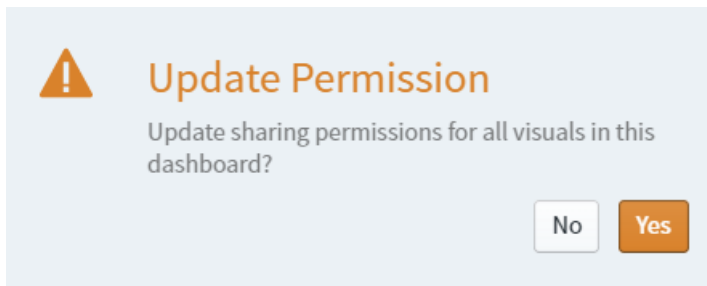 Update Permission
Update sharing permissions for all visuals in this
dashboard?
No Yes